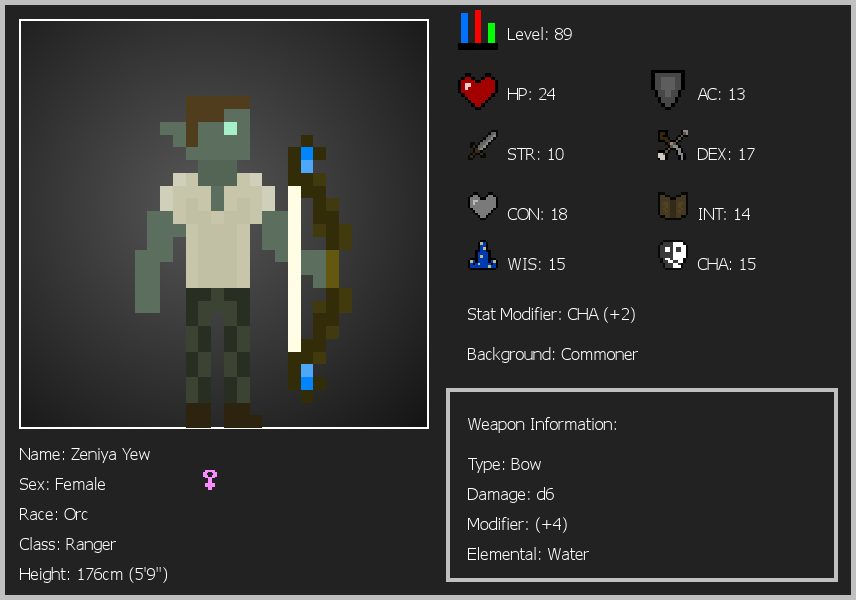 Level: 89
HP: 24
AC: 13
STR: 10
DEX: 17
CON: 18
INT: 14
WIS: 15
CHA: 15
Stat Modifier: CHA (+2)
Background: Commoner
Name: Zeniya Yew
Sex: Female
Race: Orc
Class: Ranger
Height: 176cm (5'9")
Weapon Information:
Type: Bow
Damage: d6
Modifier: (+4)
Elemental: Water